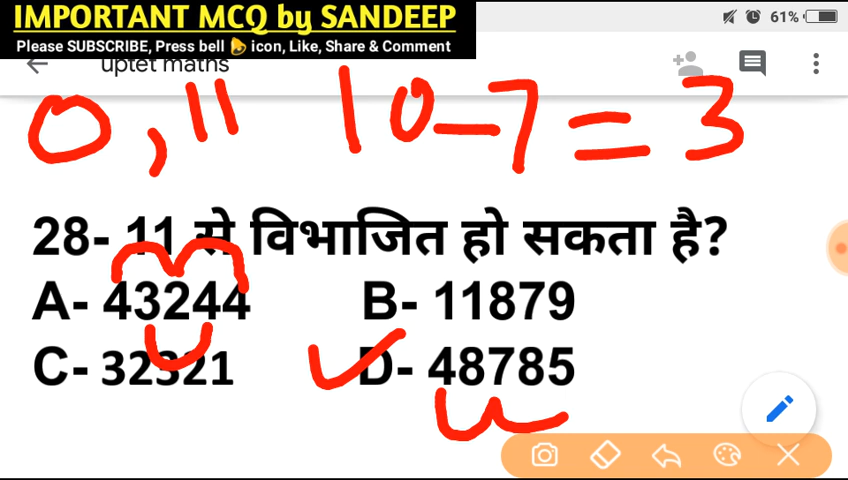 IMPORTANT MCQ by SANDEEP
Please SUBSCRIBE, Press bell icon, Like, Share & Comment
61%
uptet maths
0, 11 10-7=3
28- 11 से विभाजित हो सकता है?
A- 43244 B- 11879
C- 32321 D- 48785